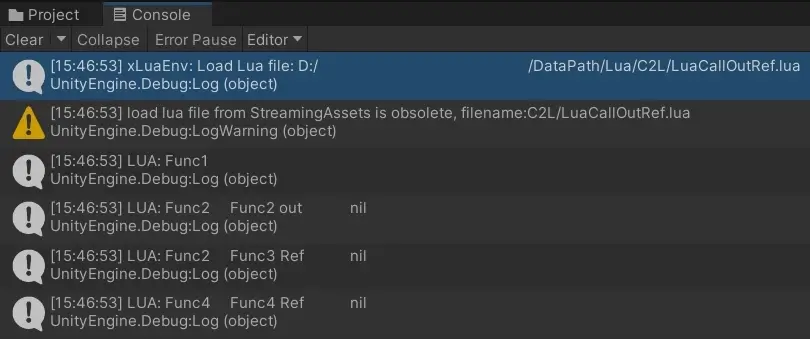 Project Console
Clear Collapse Error Pause Editor
[15:46:53] xLuaEnv: Load Lua file: D:/ /DataPath/Lua/C2L/LuaCallOutRef.lua
UnityEngine.Debug:Log (object)
[15:46:53] load lua file from StreamingAssets is obsolete, filename:C2L/LuaCallOutRef.lua
UnityEngine.Debug:LogWarning (object)
[15:46:53] LUA: Func1
UnityEngine.Debug:Log (object)
[15:46:53] LUA: Func2 Func2 out nil
UnityEngine.Debug:Log (object)
[15:46:53] LUA: Func2 Func3 Ref nil
UnityEngine.Debug:Log (object)
[15:46:53] LUA: Func4 Func4 Ref nil
UnityEngine.Debug:Log (object)